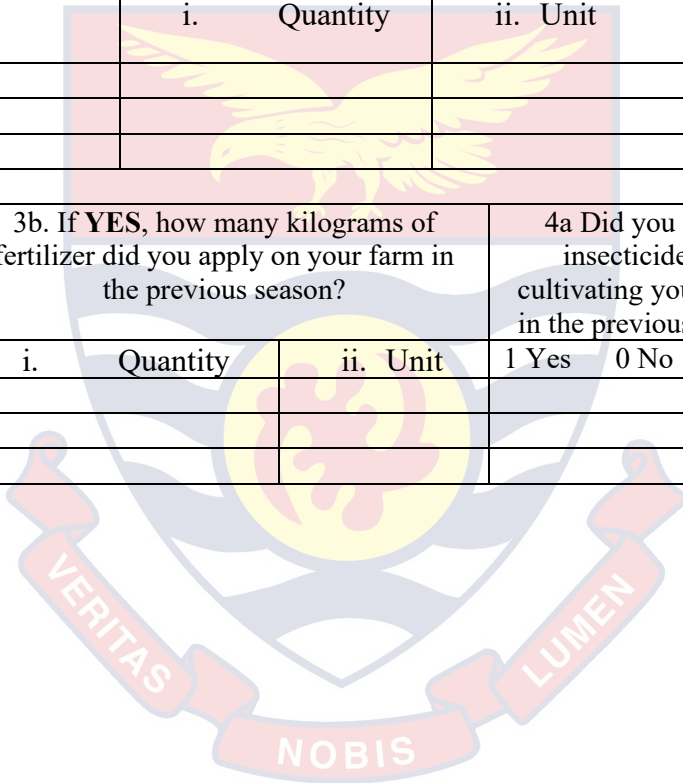 i. Quantity ii. Unit
3b. If YES, how many kilograms of
fertilizer did you apply on your farm in
the previous season?
4a Did you
insecticide
cultivating you
in the previous
i. Quantity ii. Unit 1 Yes 0 No
VERITAS
NOBIS
LUMEN